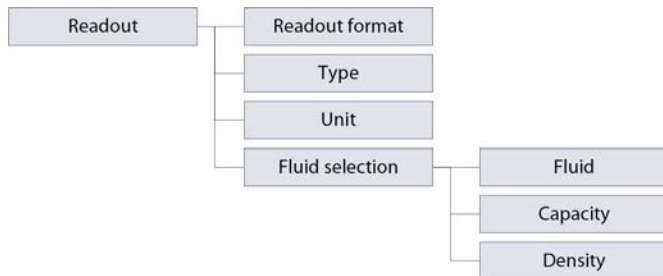 Readout
Readout format
Type
Unit
Fluid selection
Fluid
Capacity
Density